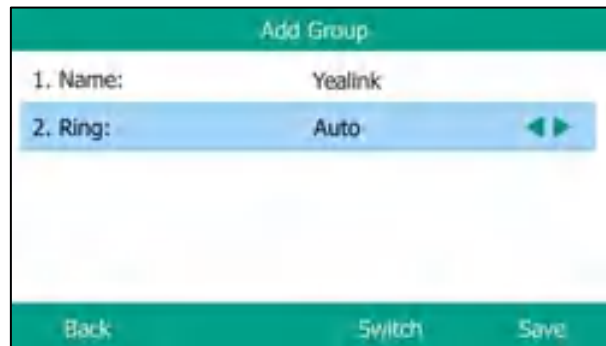 Add Group
1. Name: Yealink
2. Ring: Auto
Back Switch Save